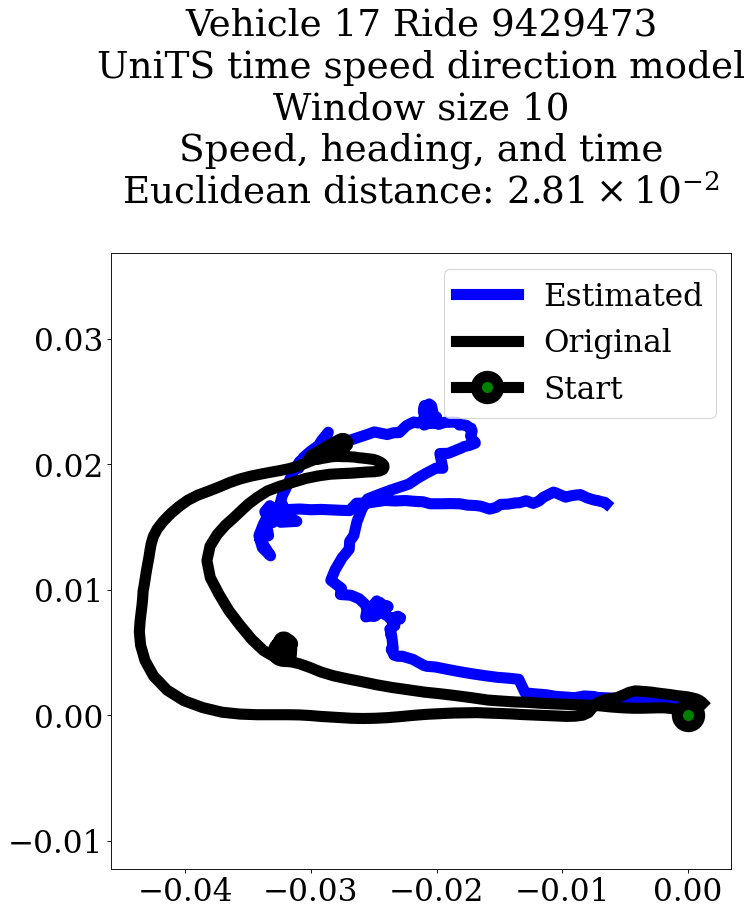 Vehicle 17 Ride 9429473
UniTS time speed direction model
Window size 10
Speed, heading, and time
Euclidean distance: 2.81 × 10⁻²
Estimated
Original
Start
0.03
0.02
0.01
0.00
−0.01
−0.04 −0.03 −0.02 −0.01 0.00